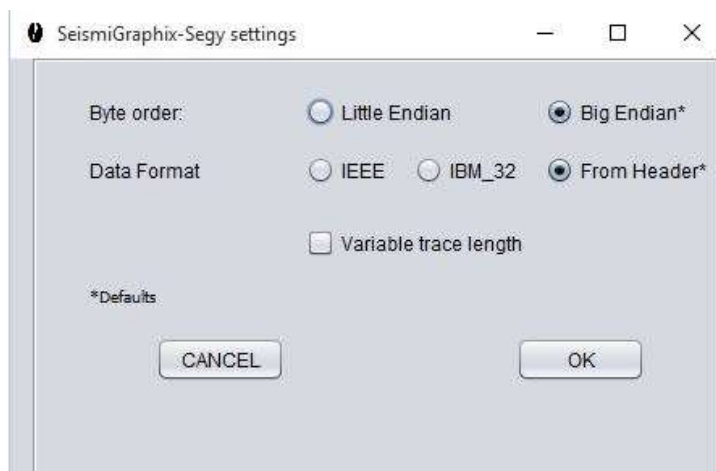 SeismiGraphix-Segy settings
Byte order: Little Endian Big Endian*
Data Format IEEE IBM_32 From Header*
Variable trace length
*Defaults
CANCEL OK